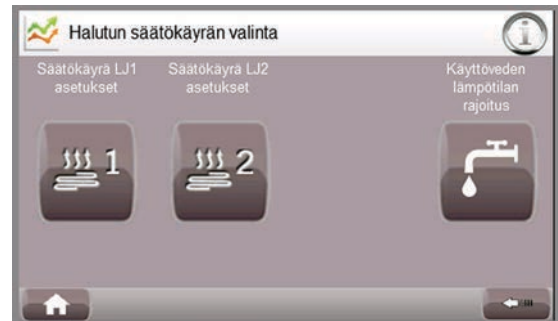 Halutun säätökäyrän valinta
Säätökäyrä LJ1
asetukset
Säätökäyrä LJ2
asetukset
Käyttöveden
lämpötilan
rajoitus
1
2